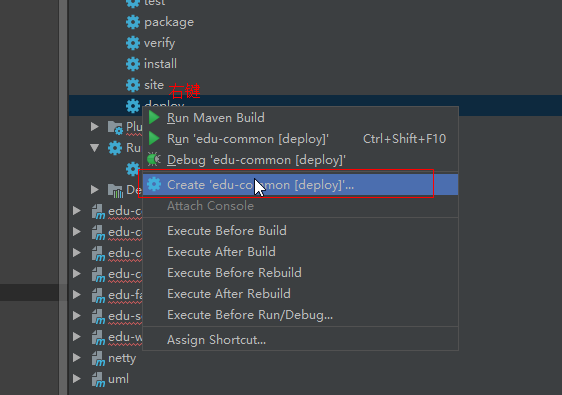 test
package
verify
install
site
右键
deploy
Run Maven Build
Plu
Run 'edu-common [deploy]' Ctrl+Shift+F10
Ru
Debug 'edu-common [deploy]'
Create 'edu-common [deploy]'...
De
Attach Console
edu-c
Execute Before Build
edu-c
Execute After Build
edu-c
Execute Before Rebuild
edu-c
Execute After Rebuild
edu-fa
Execute Before Run/Debug...
edu-s
edu-w
Assign Shortcut...
netty
uml